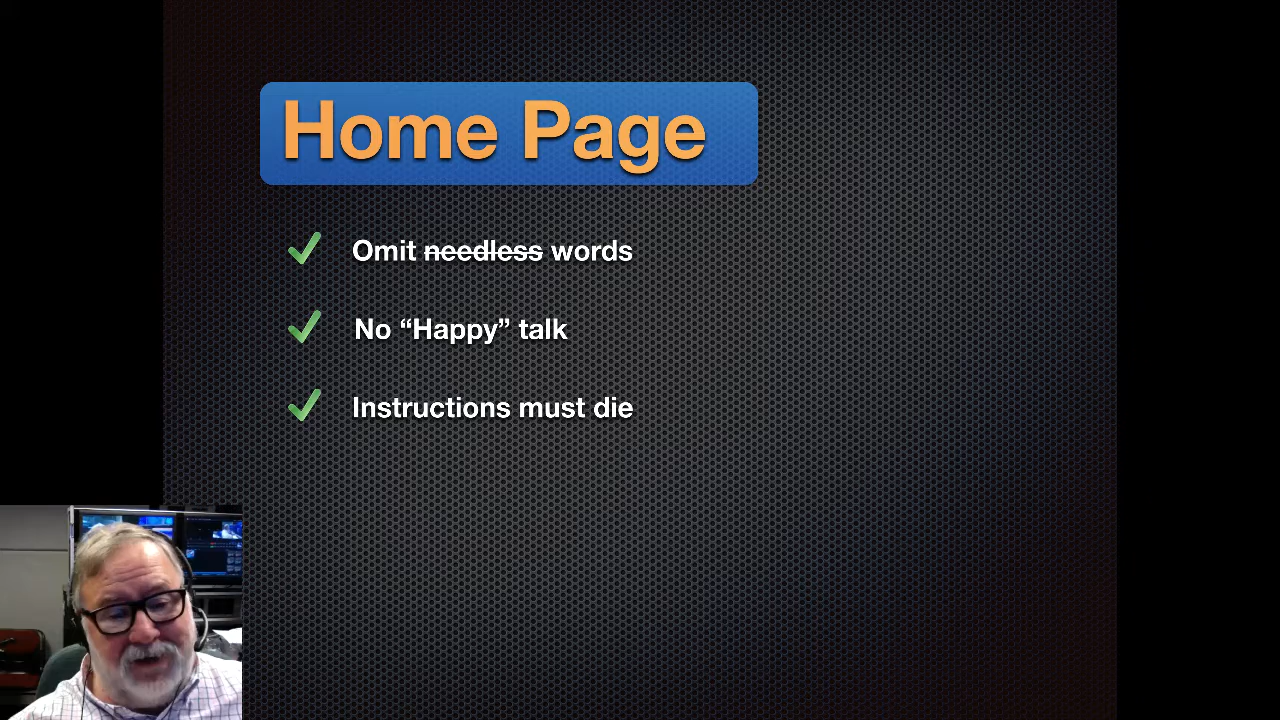 Home Page
Omit needless words
No “Happy” talk
Instructions must die